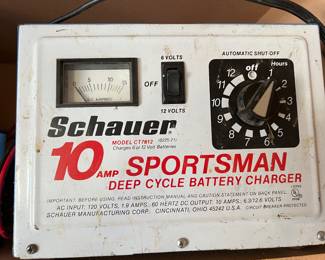 6 VOLTS
AUTOMATIC SHUT-OFF
off
Hours
12 1
11 2
10 3
9 4
8 5
7 6
0 5 10 15
AMPERES
OFF
12 VOLTS
Schauer
MODEL CT7612
Charges 6 or 12 Volt Batteries
10 AMP SPORTSMAN
DEEP CYCLE BATTERY CHARGER
IMPORTANT: BEFORE USING, READ INSTRUCTION MANUAL AND CAUTION STATEMENT ON BACK PANEL.
AC INPUT: 120 VOLTS, 1.9 AMPS., 60 HERTZ DC OUTPUT: 10 AMPS., 6.3/12.6 VOLTS
SCHAUER MANUFACTURING CORP. CINCINNATI, OHIO 45242 U.S.A. CIRCUIT BREAKER PROTECTED